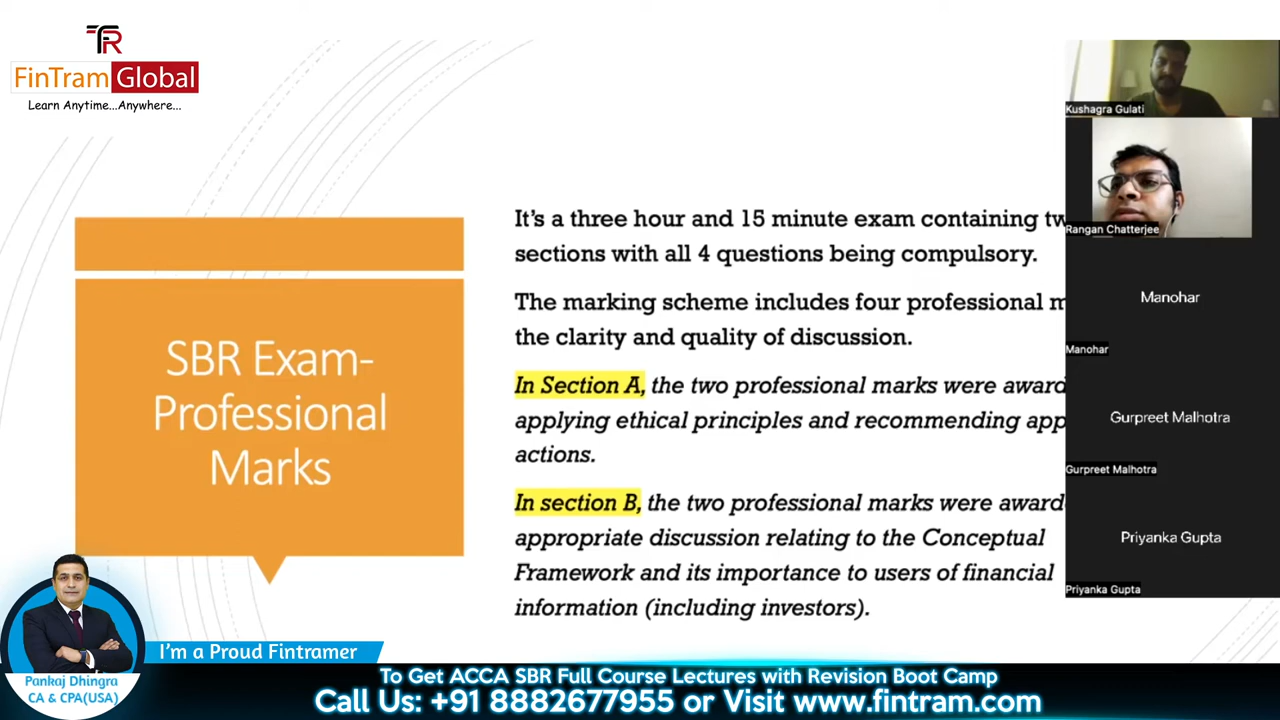 FR
FinTram Global
Learn Anytime...Anywhere...
SBR Exam-
Professional
Marks
It's a three hour and 15 minute exam containing
sections with all 4 questions being compulsory.
The marking scheme includes four professional
the clarity and quality of discussion.
In Section A, the two professional marks were
applying ethical principles and recommending
actions.
In section B, the two professional marks were
appropriate discussion relating to the Conceptual
Framework and its importance to users of financial
information (including investors).
Kushagra Gulati
Rangan Chatterjee
Manohar
Manohar
Gurpreet Malhotra
Gurpreet Malhotra
Priyanka Gupta
Priyanka Gupta
I'm a Proud Fintramer
Pankaj Dhingra
CA & CPA(USA)
To Get ACCA SBR Full Course Lectures with Revision Boot Camp
Call Us: +91 8882677955 or Visit www.fintram.com